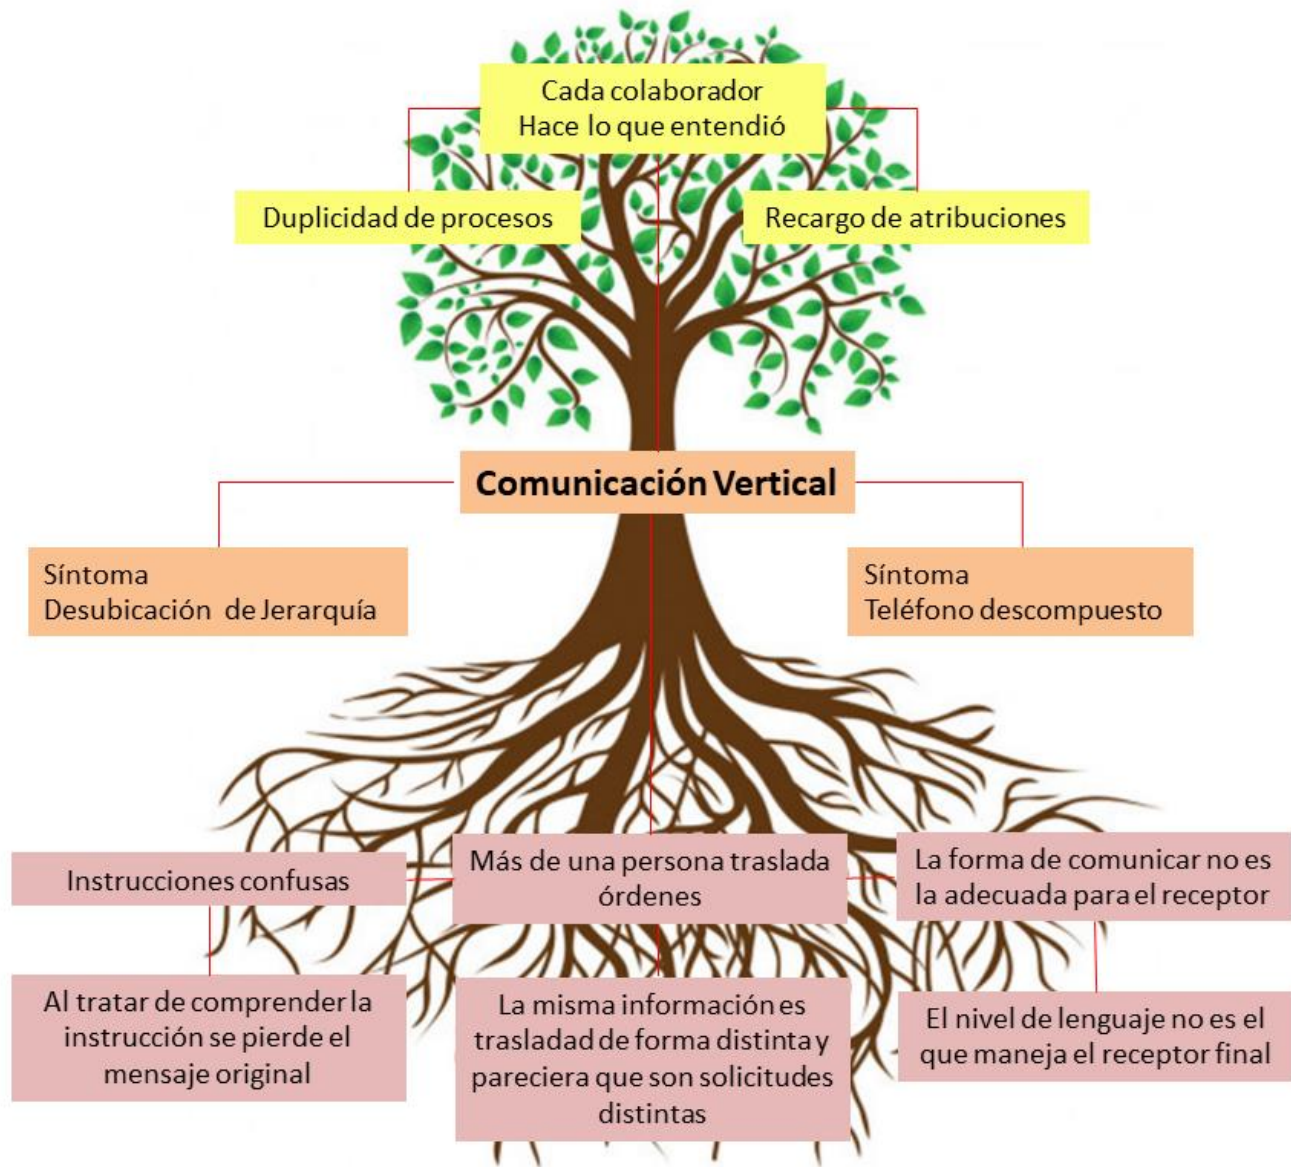 Cada colaborador
Hace lo que entendió
Duplicidad de procesos
Recargo de atribuciones
Comunicación Vertical
Síntoma
Desubicación de Jerarquía
Síntoma
Teléfono descompuesto
Instrucciones confusas
Más de una persona traslada
órdenes
La forma de comunicar no es
la adecuada para el receptor
Al tratar de comprender la
instrucción se pierde el
mensaje original
La misma información es
trasladad de forma distinta y
pareciera que son solicitudes
distintas
El nivel de lenguaje no es el
que maneja el receptor final